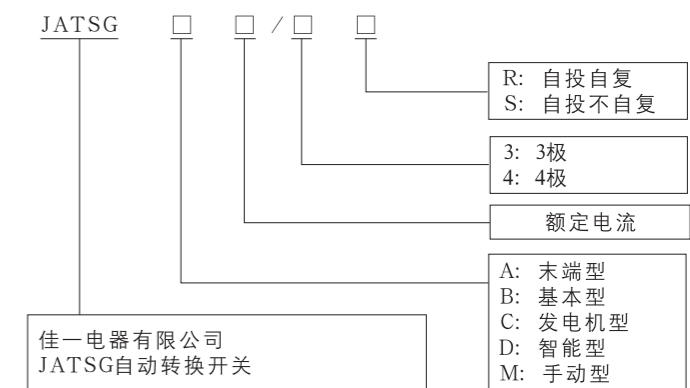 JATSG □ □ / □ □
R: 自投自复
S: 自投不自复
3: 3极
4: 4极
额定电流
A: 末端型
B: 基本型
C: 发电机型
D: 智能型
M: 手动型
佳一电器有限公司
JATSG自动转换开关